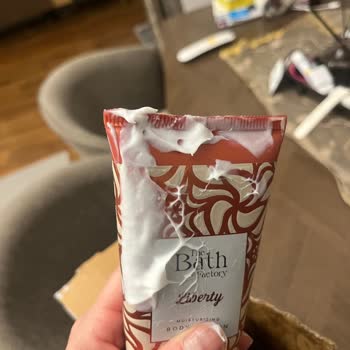 The
Bath
Factory
Liberty
MOISTURISING
BODY